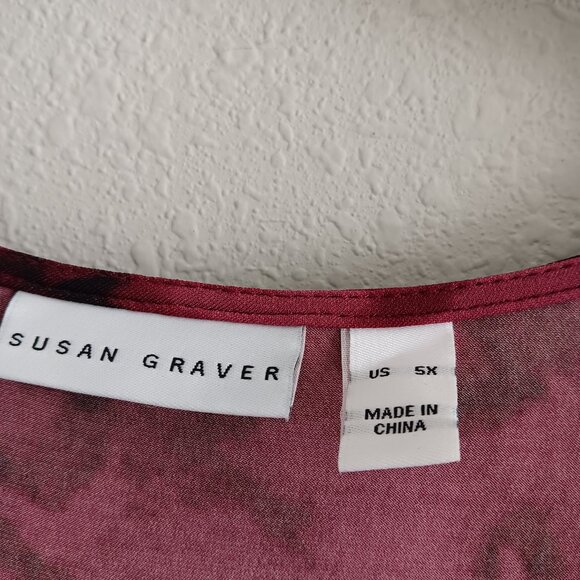 SUSAN GRAVER
US 5X
MADE IN
CHINA